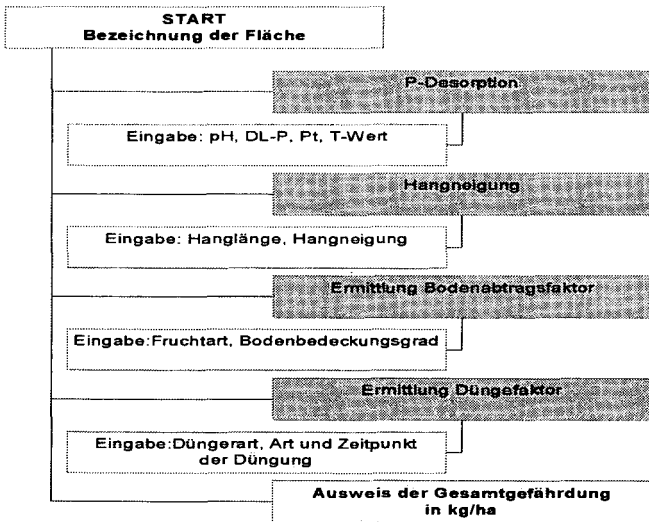 START
Bezeichnung der Fläche
P-Desorption
Eingabe: pH, DL-P, Pt, T-Wert
Hangneigung
Eingabe: Hanglänge, Hangneigung
Ermittlung Bodenabtragsfaktor
Eingabe:Fruchtart, Bodenbedeckungsgrad
Ermittlung Düngefaktor
Eingabe:Düngerart, Art und Zeitpunkt
der Düngung
Ausweis der Gesamtgefährdung
in kg/ha